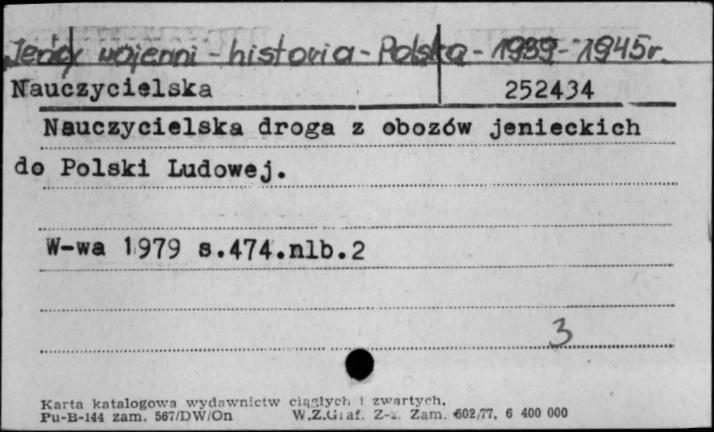 Jeńcy wojenni - historia - Polska - 1939 - 1945r.
Nauczycielska 252434
Nauczycielska droga z obozów jenieckich
do Polski Ludowej.
W-wa 1979 s.474.nlb.2
3
Karta katalogowa wydawnictw ciągłych i zwartych.
Pu-B-144 zam. 567/DW/On W.Z.Graf. Z-. Zam. 602/77. 6 400 000